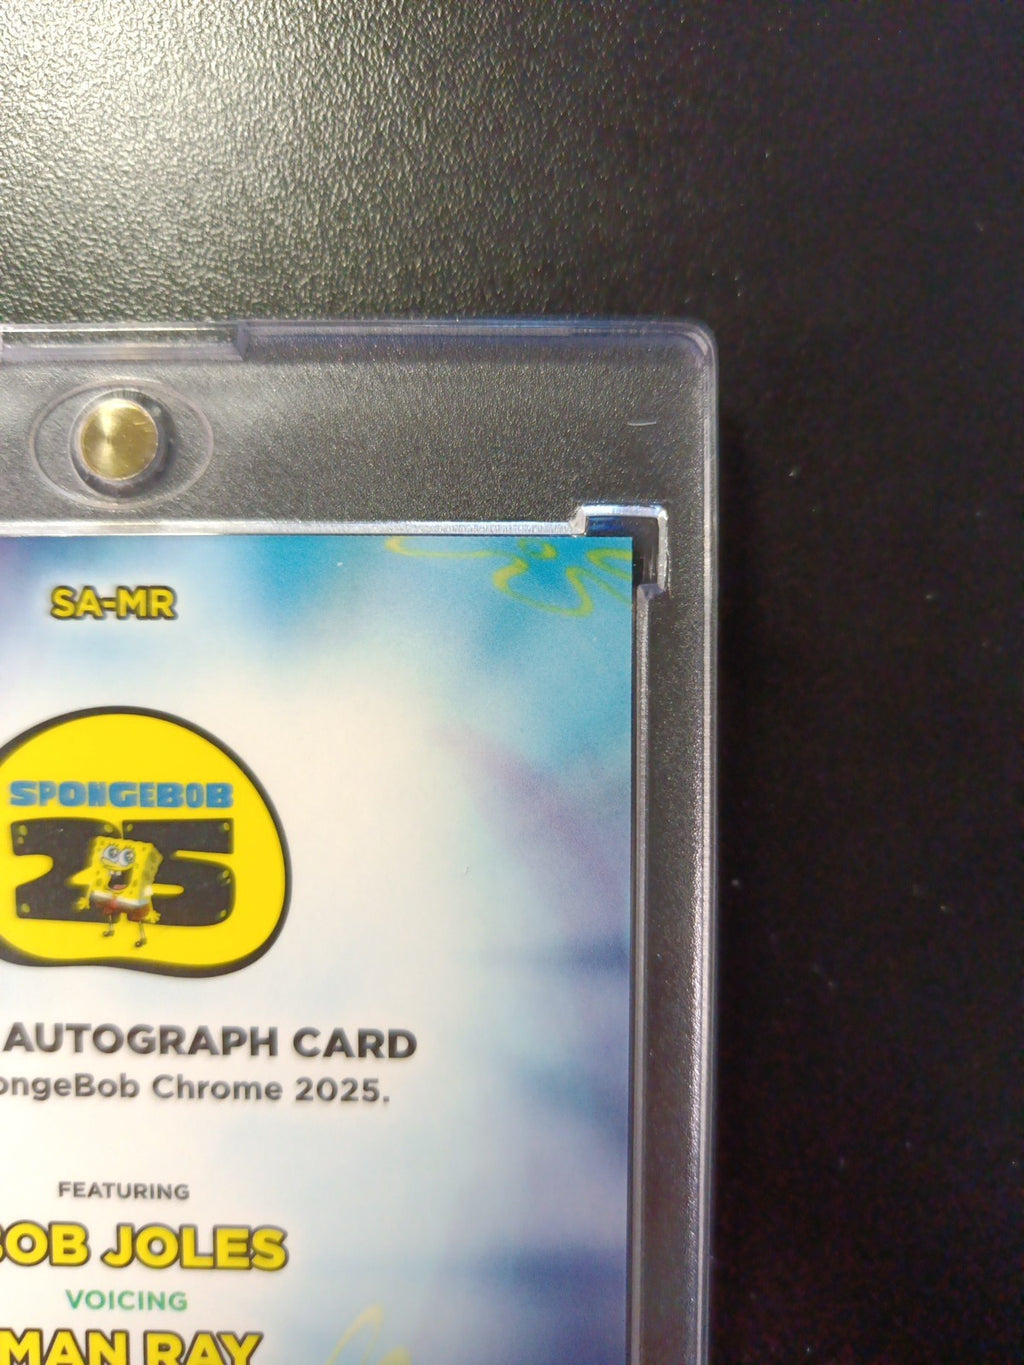 SA-MR
SPONGEBOB
25
AUTOGRAPH CARD
ongeBob Chrome 2025.
FEATURING
BOB JOLES
VOICING
MAN RAY